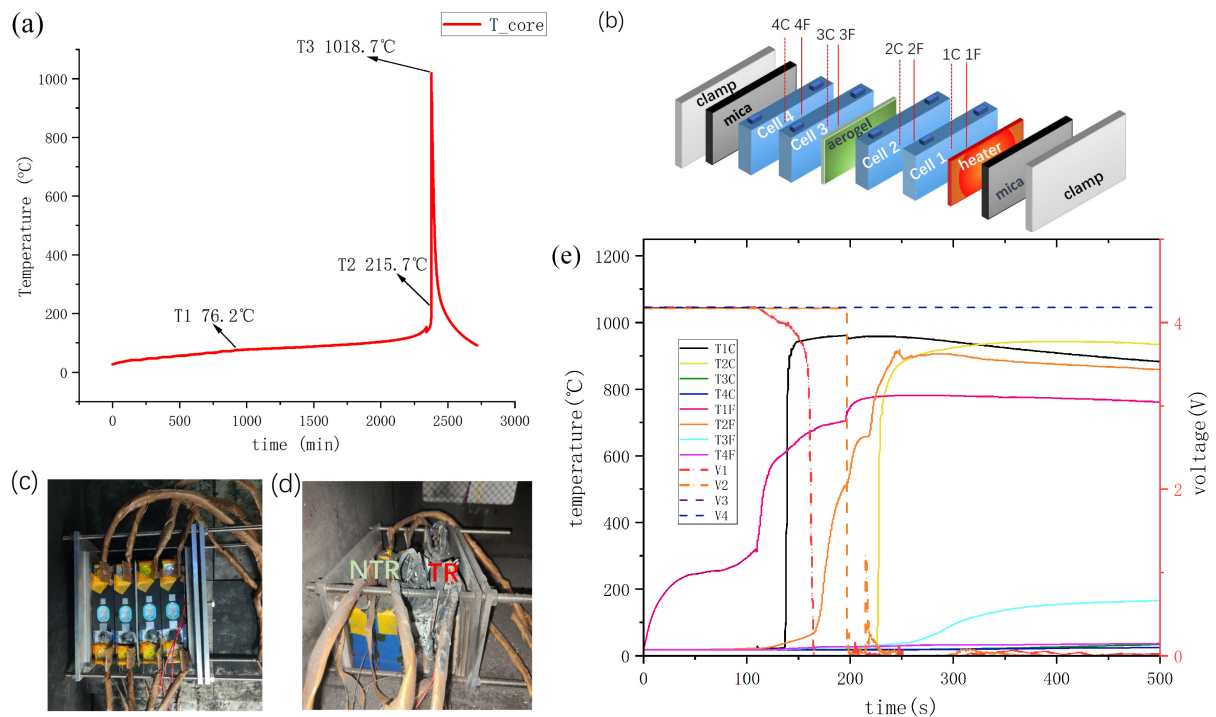 (a)
T_core
T3 1018.7℃
T2 215.7℃
T1 76.2℃
Temperature (℃)
1000
800
600
400
200
0
0 500 1000 1500 2000 2500 3000
time (min)
(b)
4C 4F
3C 3F
2C 2F
1C 1F
clamp
mica
Cell 4
Cell 3
aerogel
Cell 2
Cell 1
heater
mica
clamp
(c)
(d)
NTR
TR
(e)
temperature(℃)
1200
1000
800
600
400
200
0
T1C
T2C
T3C
T4C
T1F
T2F
T3F
T4F
V1
V2
V3
V4
0 100 200 300 400 500
time(s)
4
2
0
voltage(V)